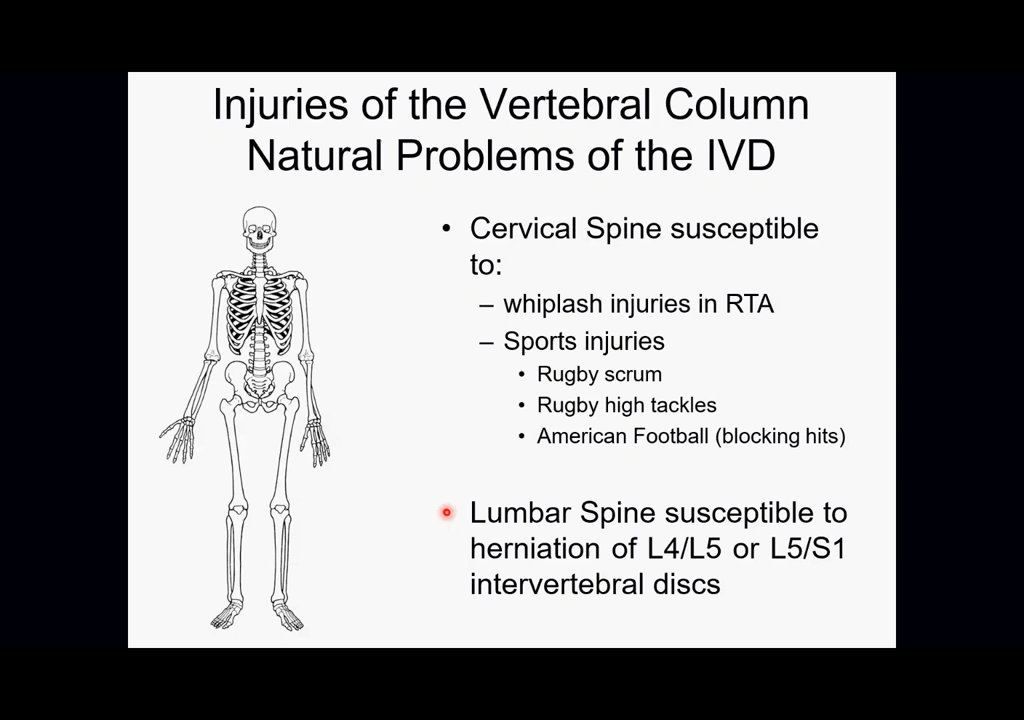 Injuries of the Vertebral Column
Natural Problems of the IVD
• Cervical Spine susceptible
to:
– whiplash injuries in RTA
– Sports injuries
• Rugby scrum
• Rugby high tackles
• American Football (blocking hits)
Lumbar Spine susceptible to
herniation of L4/L5 or L5/S1
intervertebral discs